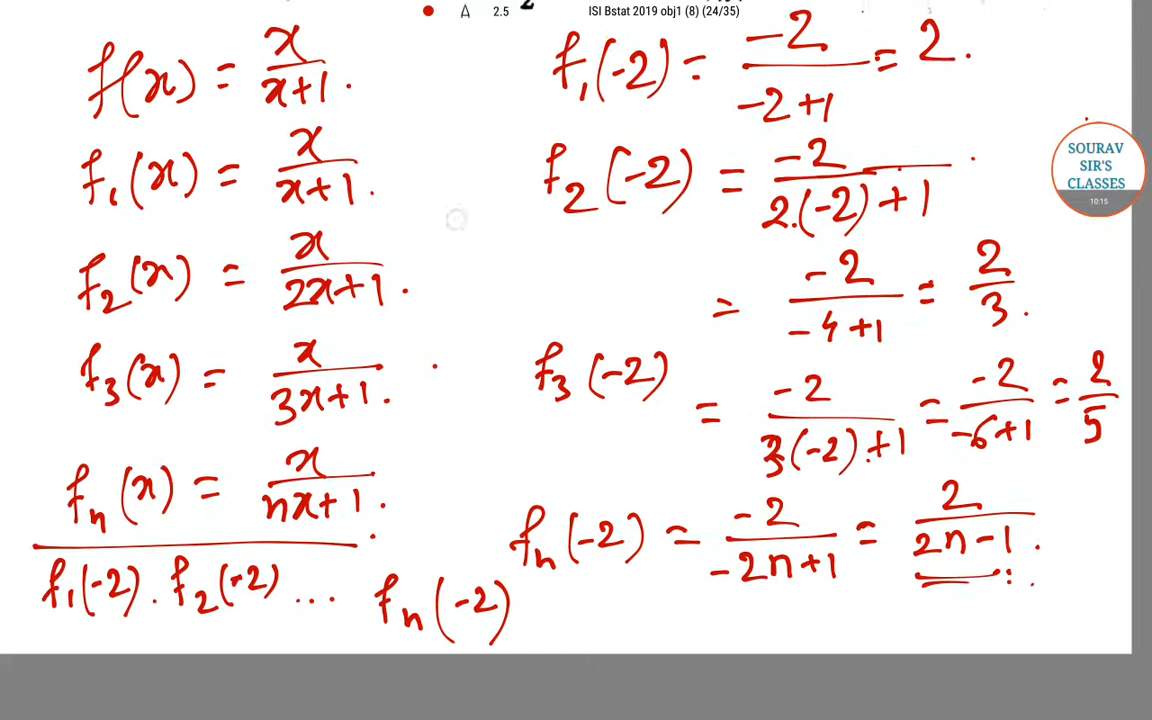 A 2.5 ISI Bstat 2019 obj1 (8) (24/35)
f(x) = x/(x+1).
f₁(x) = x/(x+1).
f₂(x) = x/(2x+1).
f₃(x) = x/(3x+1).
fₙ(x) = x/(nx+1).
f₁(-2) . f₂(-2) ... fₙ(-2)
f₁(-2) = -2/(-2+1) = 2.
f₂(-2) = -2/(2.(-2)+1)
= -2/(-4+1) = 2/3.
f₃(-2)
= -2/(3(-2)+1) = -2/(-6+1) = 2/5
fₙ(-2) = -2/(-2n+1) = 2/(2n-1).
SOURAV
SIR'S
CLASSES
10:15